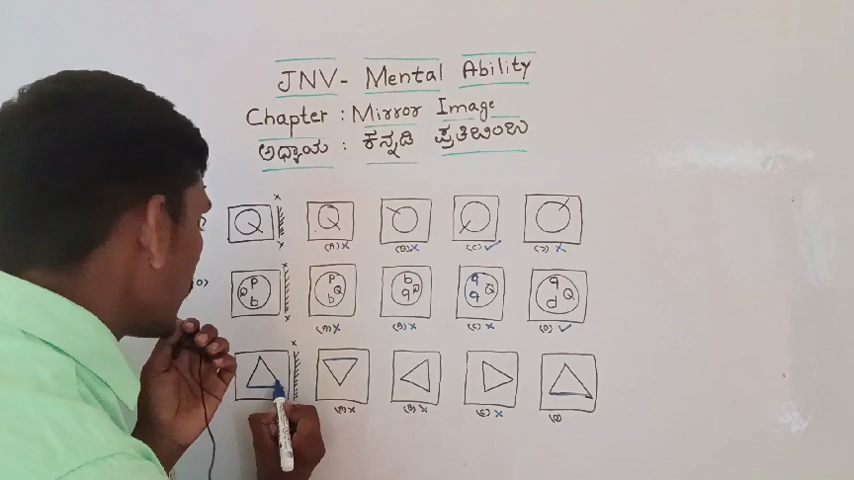 JNV- Mental Ability
Chapter : Mirror Image
ಅಧ್ಯಾಯ : ಕನ್ನಡಿ ಪ್ರತಿಬಿಂಬ
x x
(A) x (B) x (C) ✓ (D) x
P Q b P Q b b q q q Q q d Q
x x
(A) x (B) x (C) x (D) ✓
x
(A) x (B) x (C) x (D)